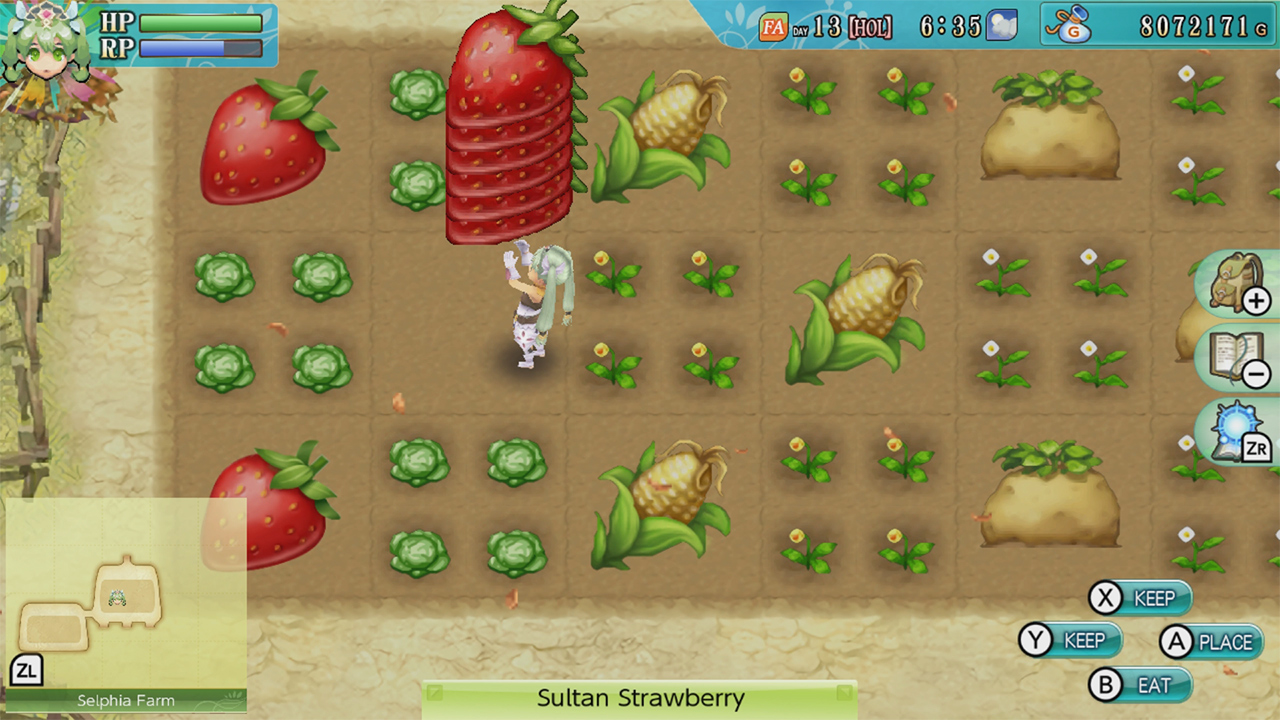 HP
RP
FA DAY 13 [HOL] 6:35 G 8072171 G
+
−
ZR
ZL
Selphia Farm
X KEEP
Y KEEP
A PLACE
B EAT
Sultan Strawberry